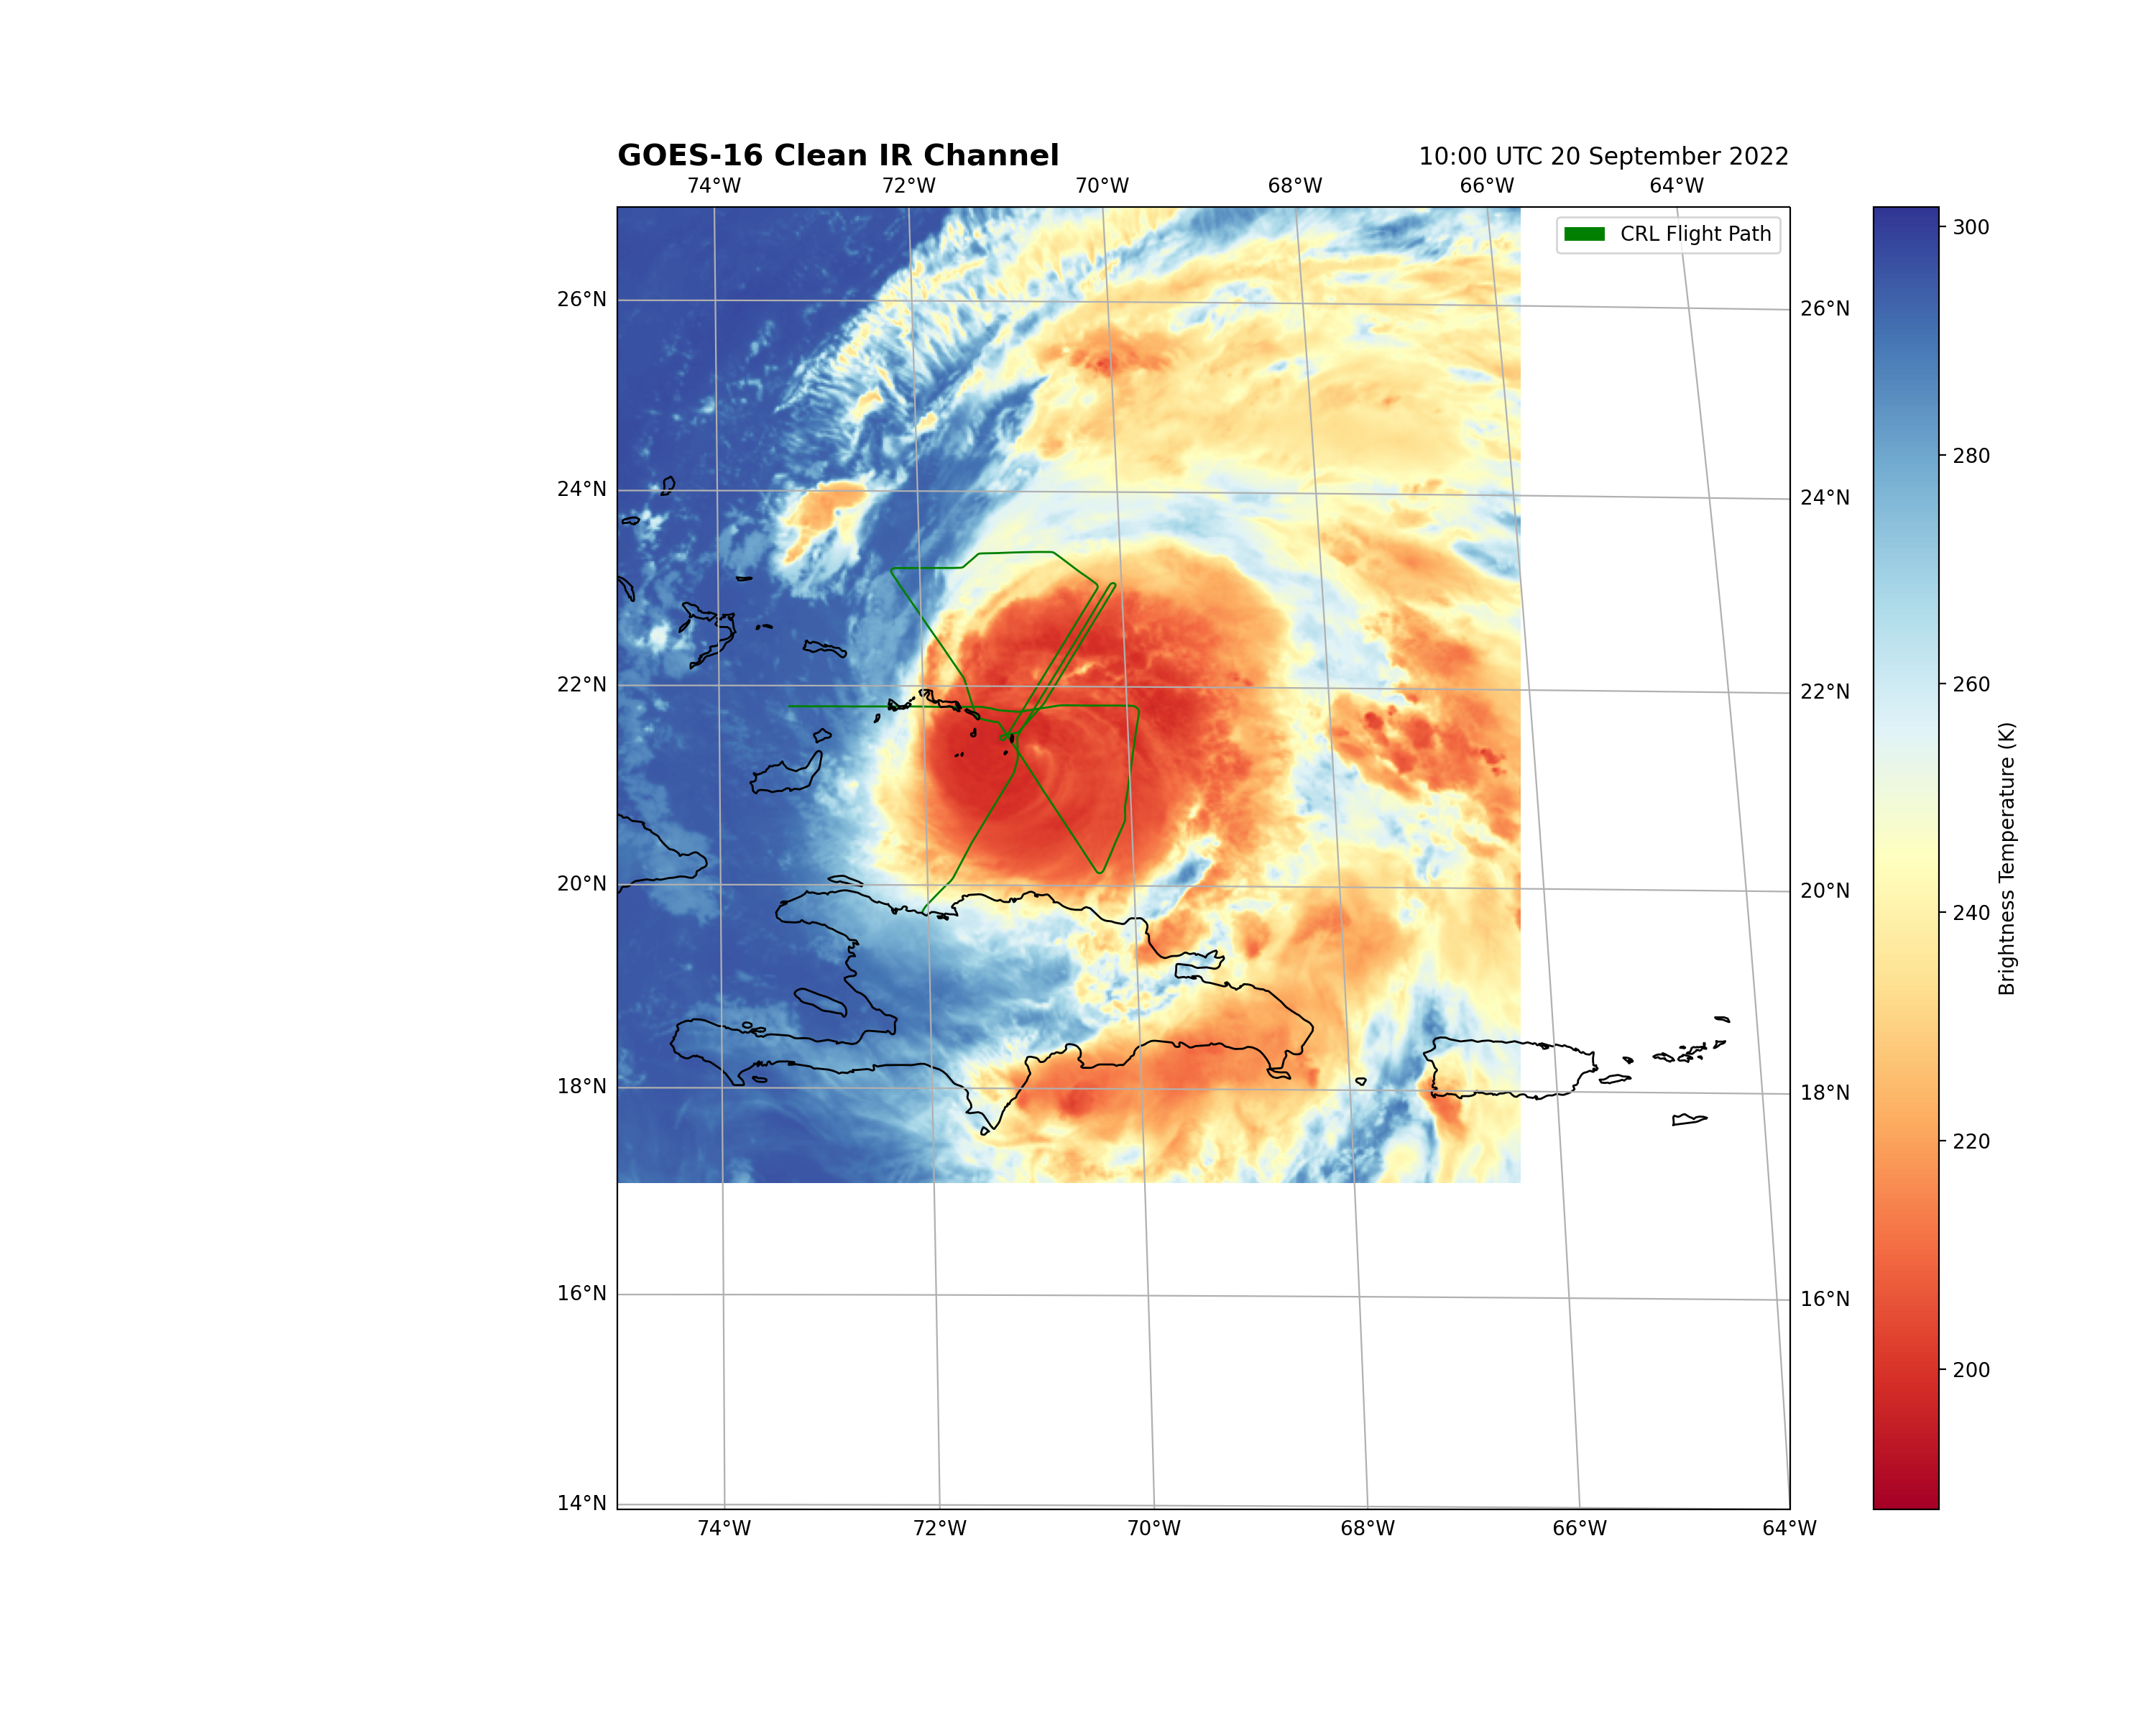 GOES-16 Clean IR Channel
10:00 UTC 20 September 2022
74°W 72°W 70°W 68°W 66°W 64°W
CRL Flight Path
300
26°N 26°N
280
24°N 24°N
22°N 22°N
260
20°N 20°N
240
Brightness Temperature (K)
18°N 18°N
220
16°N 16°N
200
14°N
74°W 72°W 70°W 68°W 66°W 64°W